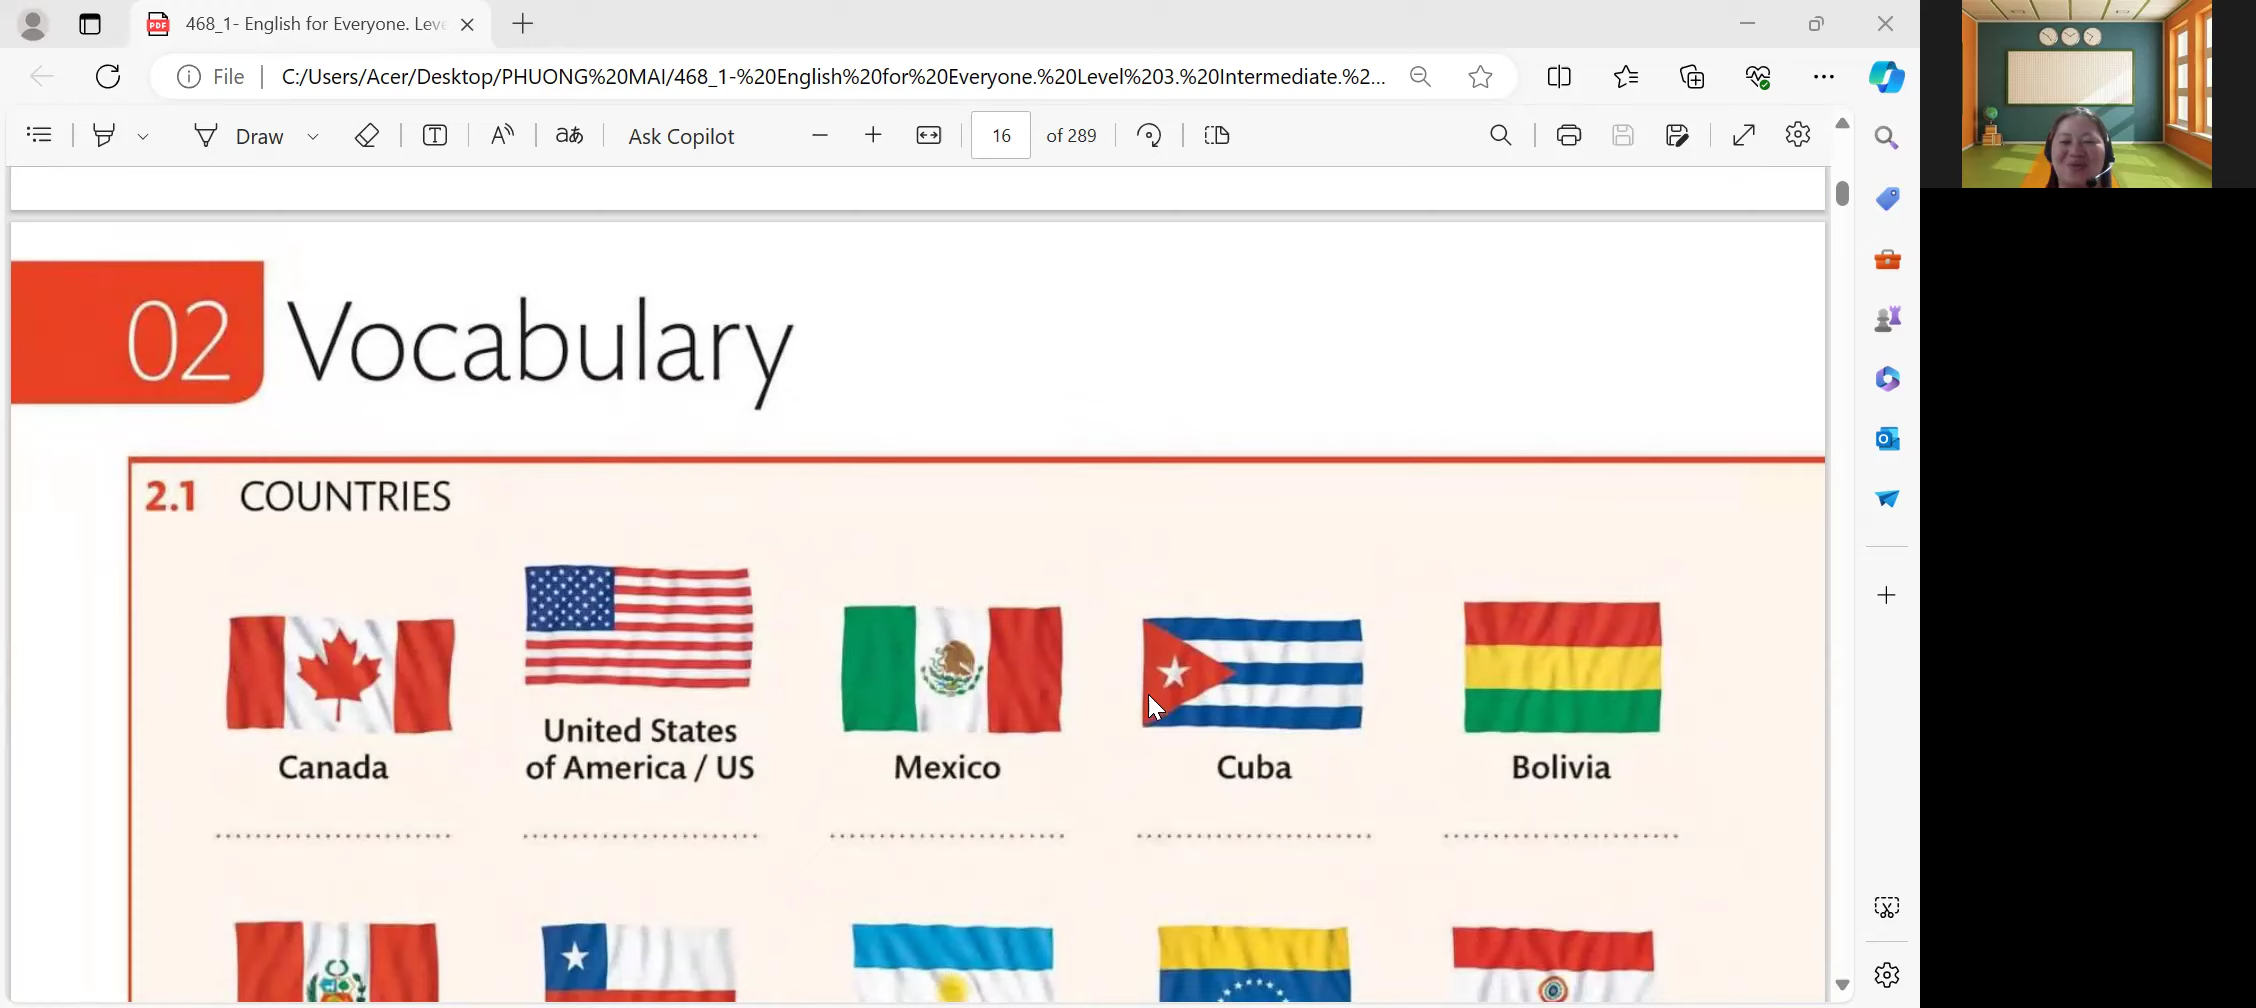 468_1- English for Everyone. Leve
File
C:/Users/Acer/Desktop/PHUONG%20MAI/468_1-%20English%20for%20Everyone.%20Level%203.%20Intermediate.%2...
Draw
Ask Copilot
16
of 289
02
Vocabulary
2.1 COUNTRIES
Canada
United States
of America / US
Mexico
Cuba
Bolivia